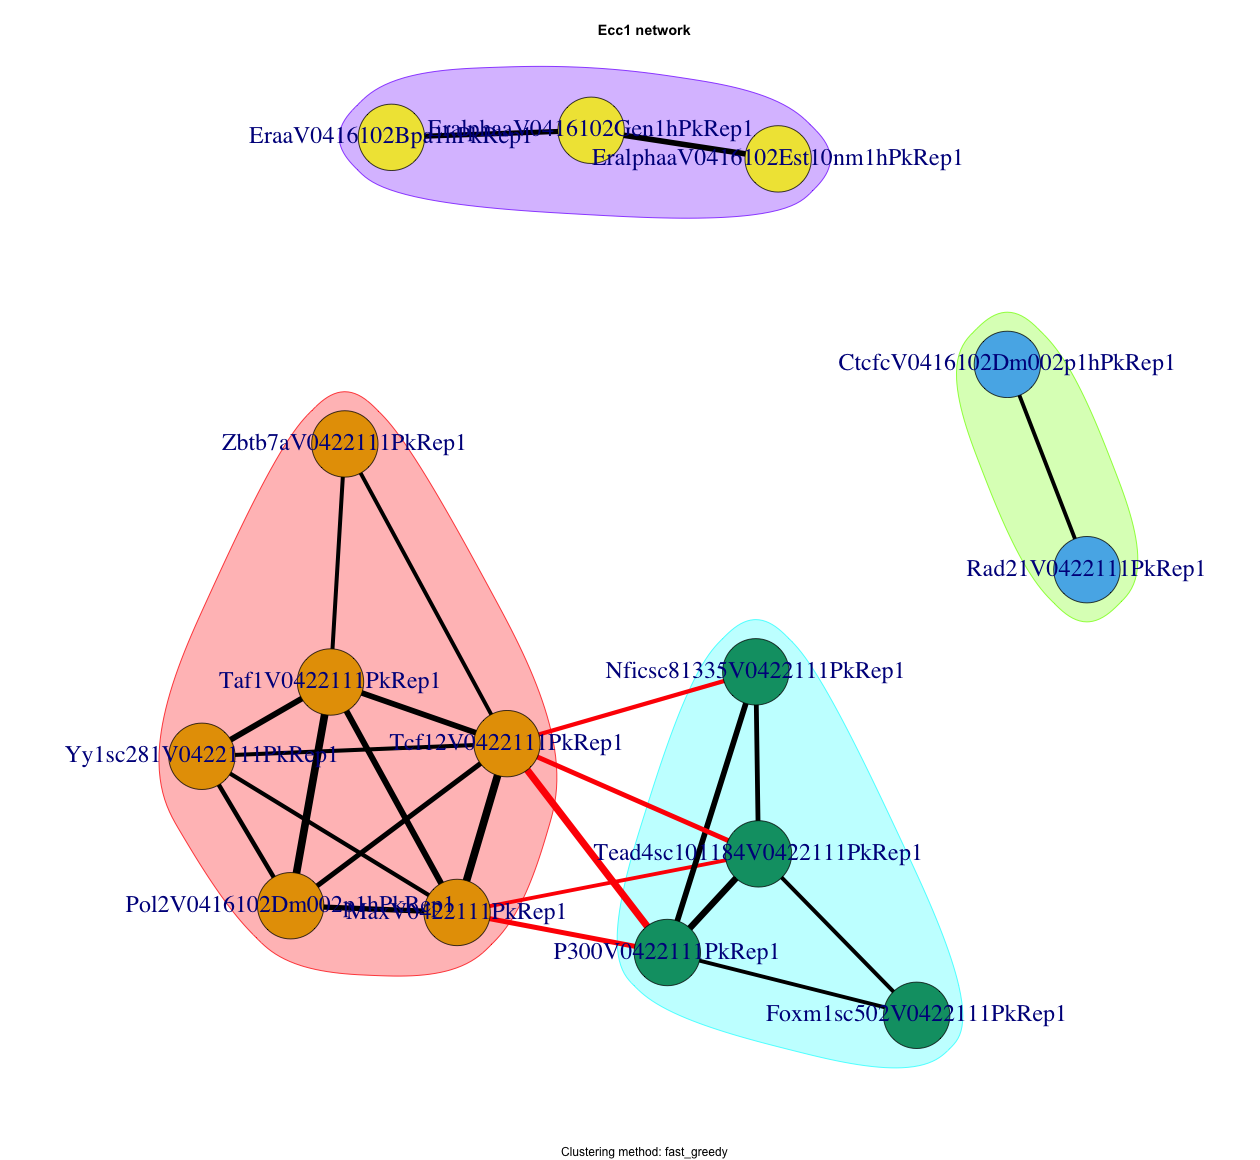 Ecc1 network
EraaV0416102Bpa1hPkRep1
EralphaaV0416102Gen1hPkRep1
EralphaaV0416102Est10nm1hPkRep1
CtcfcV0416102Dm002p1hPkRep1
Zbtb7aV0422111PkRep1
Rad21V0422111PkRep1
Nficsc81335V0422111PkRep1
Taf1V0422111PkRep1
Tcf12V0422111PkRep1
Yy1sc281V0422111PkRep1
Tead4sc101184V0422111PkRep1
Pol2V0416102Dm002p1hPkRep1
MaxV0422111PkRep1
P300V0422111PkRep1
Foxm1sc502V0422111PkRep1
Clustering method: fast_greedy